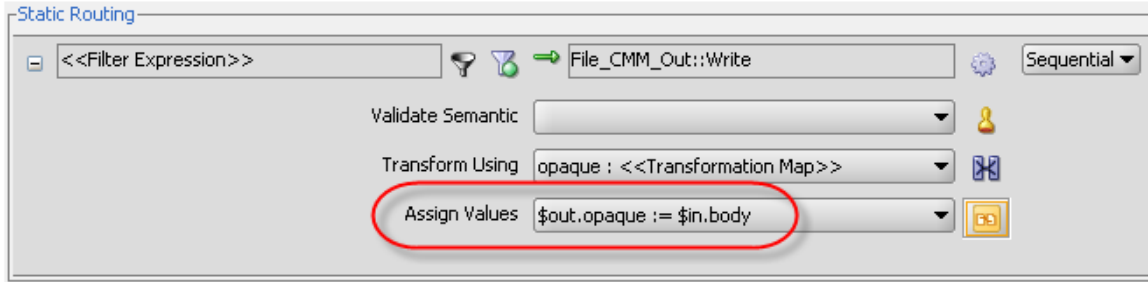 Static Routing
<<Filter Expression>> File_CMM_Out::Write Sequential
Validate Semantic
Transform Using opaque : <<Transformation Map>>
Assign Values $out.opaque := $in.body